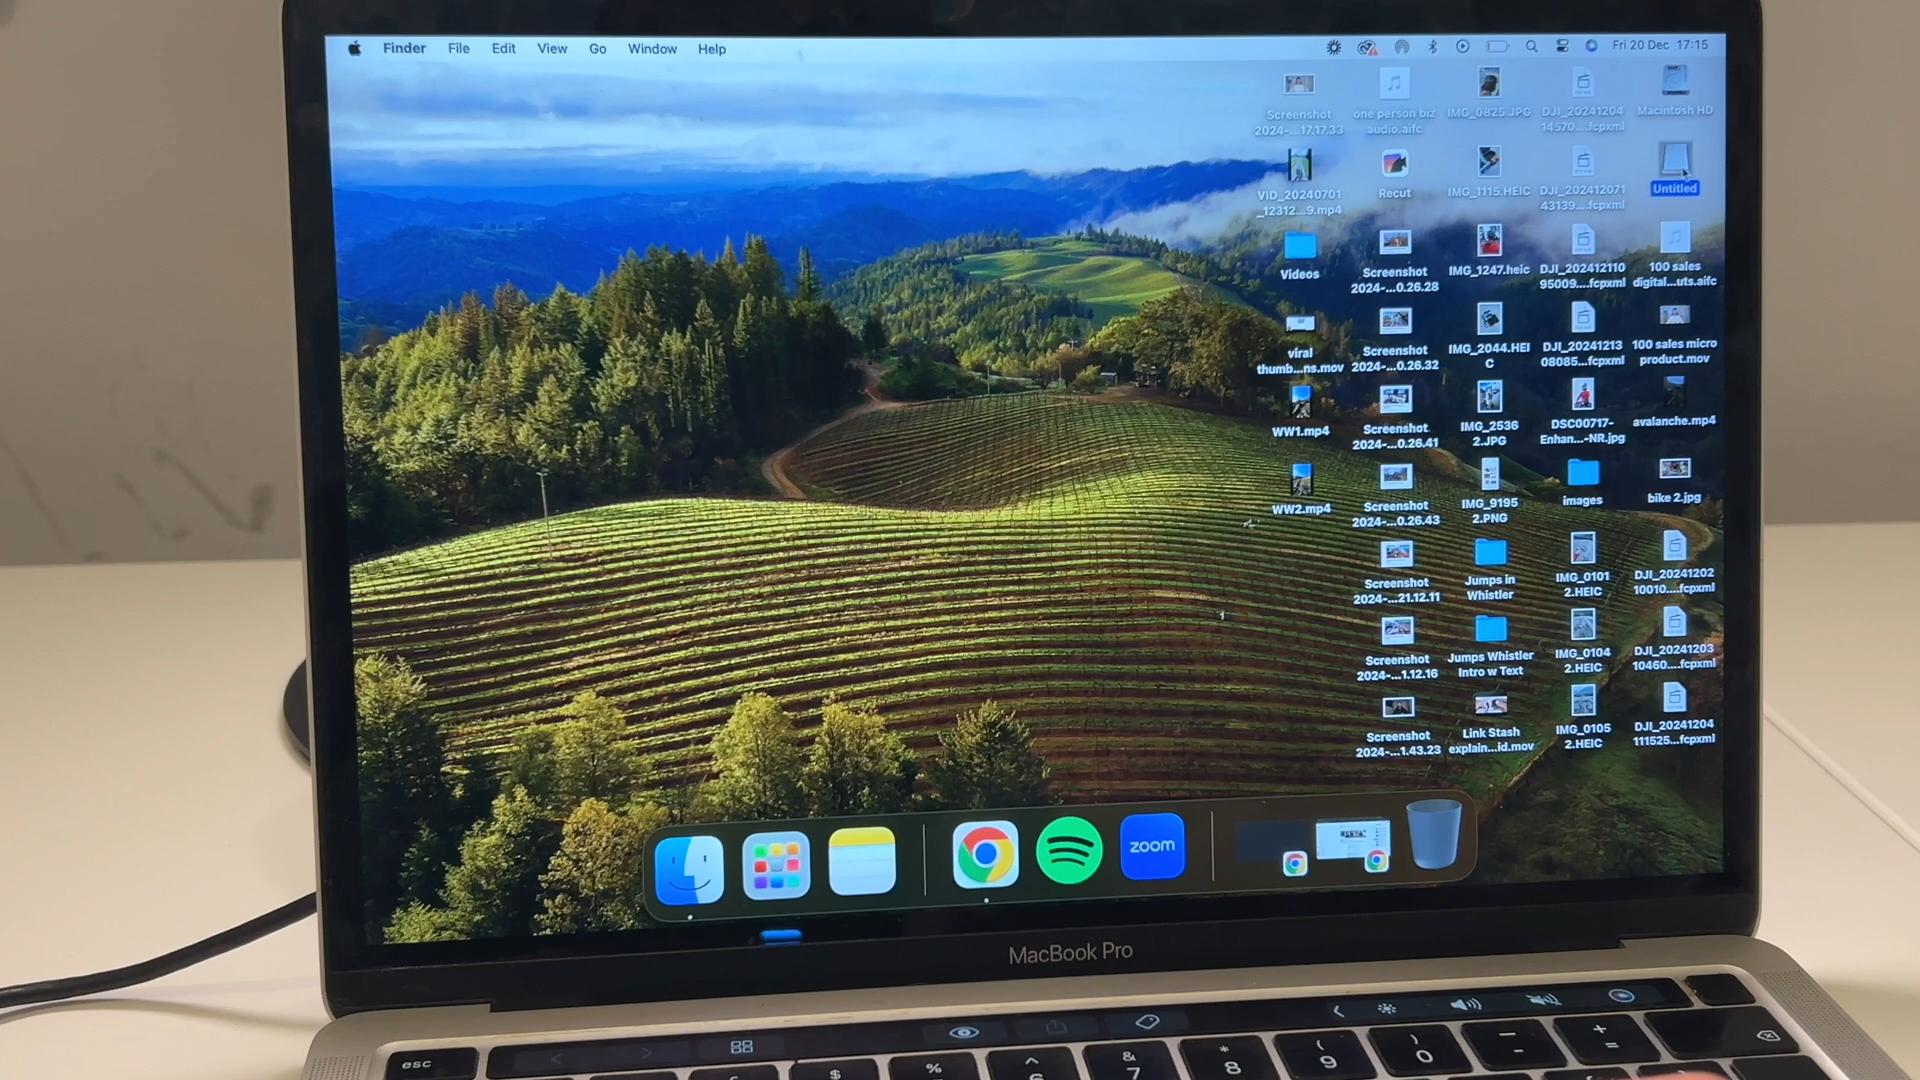 Finder File Edit View Go Window Help
Fri 20 Dec 17:15
Screenshot
2024-...17.17.33
one person biz
audio.aifc
IMG_0825.JPG
DJI_20241204
14570....fcpxml
Macintosh HD
VID_20240701
_12312...9.mp4
Recut
IMG_1115.HEIC
DJI_202412071
43139....fcpxml
Untitled
Videos
Screenshot
2024-...0.26.28
IMG_1247.heic
DJI_202412110
95009....fcpxml
100 sales
digital...uts.aifc
viral
thumb...ns.mov
Screenshot
2024-...0.26.32
IMG_2044.HEI
C
DJI_20241213
08085....fcpxml
100 sales micro
product.mov
WW1.mp4
Screenshot
2024-...0.26.41
IMG_2536
2.JPG
DSC00717-
Enhan...-NR.jpg
avalanche.mp4
WW2.mp4
Screenshot
2024-...0.26.43
IMG_9195
2.PNG
images
bike 2.jpg
Screenshot
2024-...21.12.11
Jumps in
Whistler
IMG_0101
2.HEIC
DJI_20241202
10010....fcpxml
Screenshot
2024-...1.12.16
Jumps Whistler
Intro w Text
IMG_0104
2.HEIC
DJI_20241203
10460....fcpxml
Screenshot
2024-...1.43.23
Link Stash
explain...id.mov
IMG_0105
2.HEIC
DJI_20241204
111525...fcpxml
zoom
MacBook Pro
esc
$ % ^ & * ( ) – +
6 7 8 9 0 - =